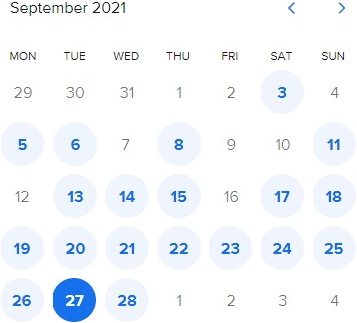 September 2021
MON TUE WED THU FRI SAT SUN
29 30 31 1 2 3 4
5 6 7 8 9 10 11
12 13 14 15 16 17 18
19 20 21 22 23 24 25
26 27 28 1 2 3 4